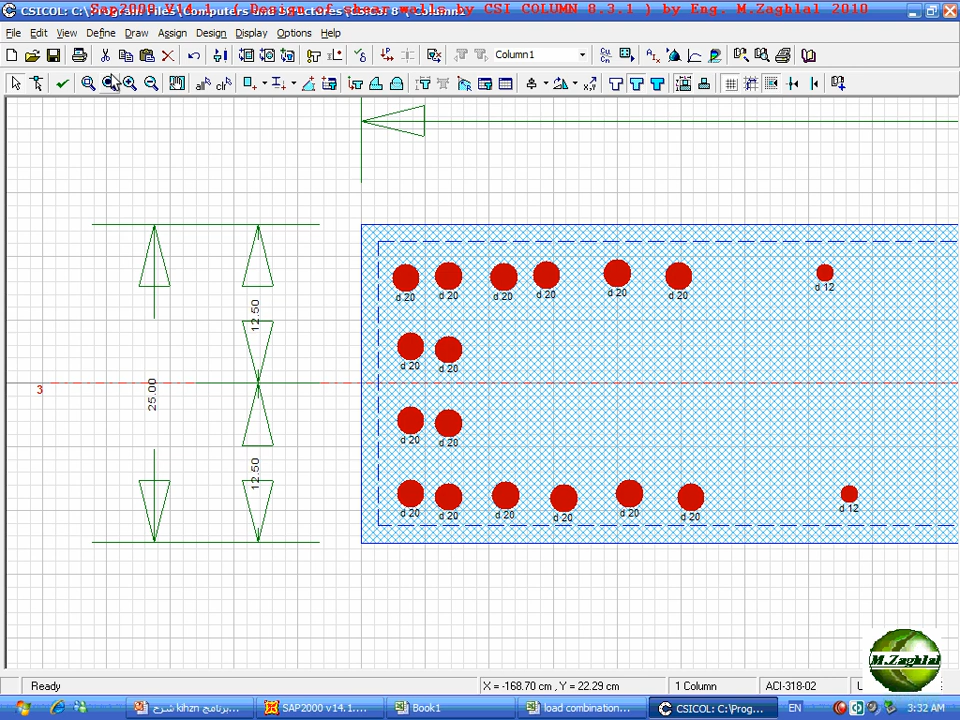 Sap2000 V14.1 ( Design of shear walls by CSI COLUMN 8.3.1 ) by Eng. M.Zaghlal 2010
File Edit View Define Draw Assign Design Display Options Help
Column1
12.50
25.00
12.50
3
d 20 d 20 d 20 d 20 d 20 d 20 d 12
d 20 d 20
d 20 d 20
d 20 d 20 d 20 d 20 d 20 d 20 d 12
M.Zaghlal
Ready X = -168.70 cm , Y = 22.29 cm 1 Column ACI-318-02
برنامج kihzn شرح... SAP2000 v14.1.... Book1 load combination... CSICOL: C:\Prog... EN 3:32 AM